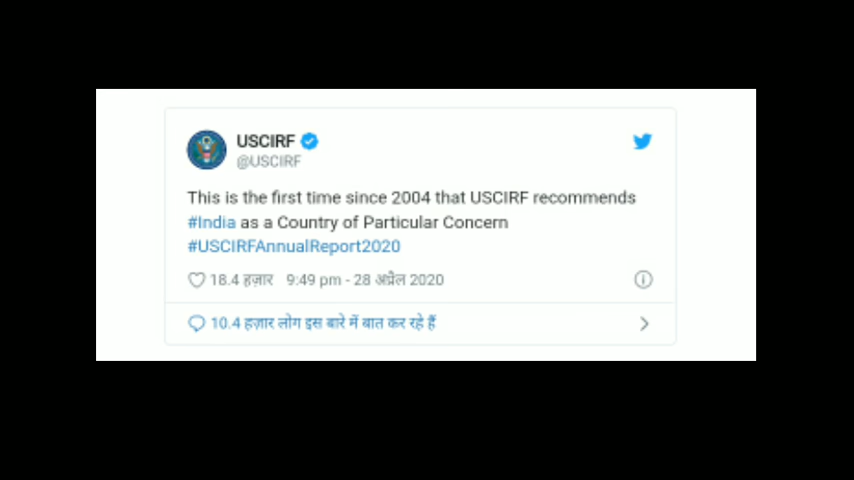 USCIRF
@USCIRF
This is the first time since 2004 that USCIRF recommends
#India as a Country of Particular Concern
#USCIRFAnnualReport2020
18.4 हज़ार 9:49 pm - 28 अप्रैल 2020
10.4 हज़ार लोग इस बारे में बात कर रहे हैं